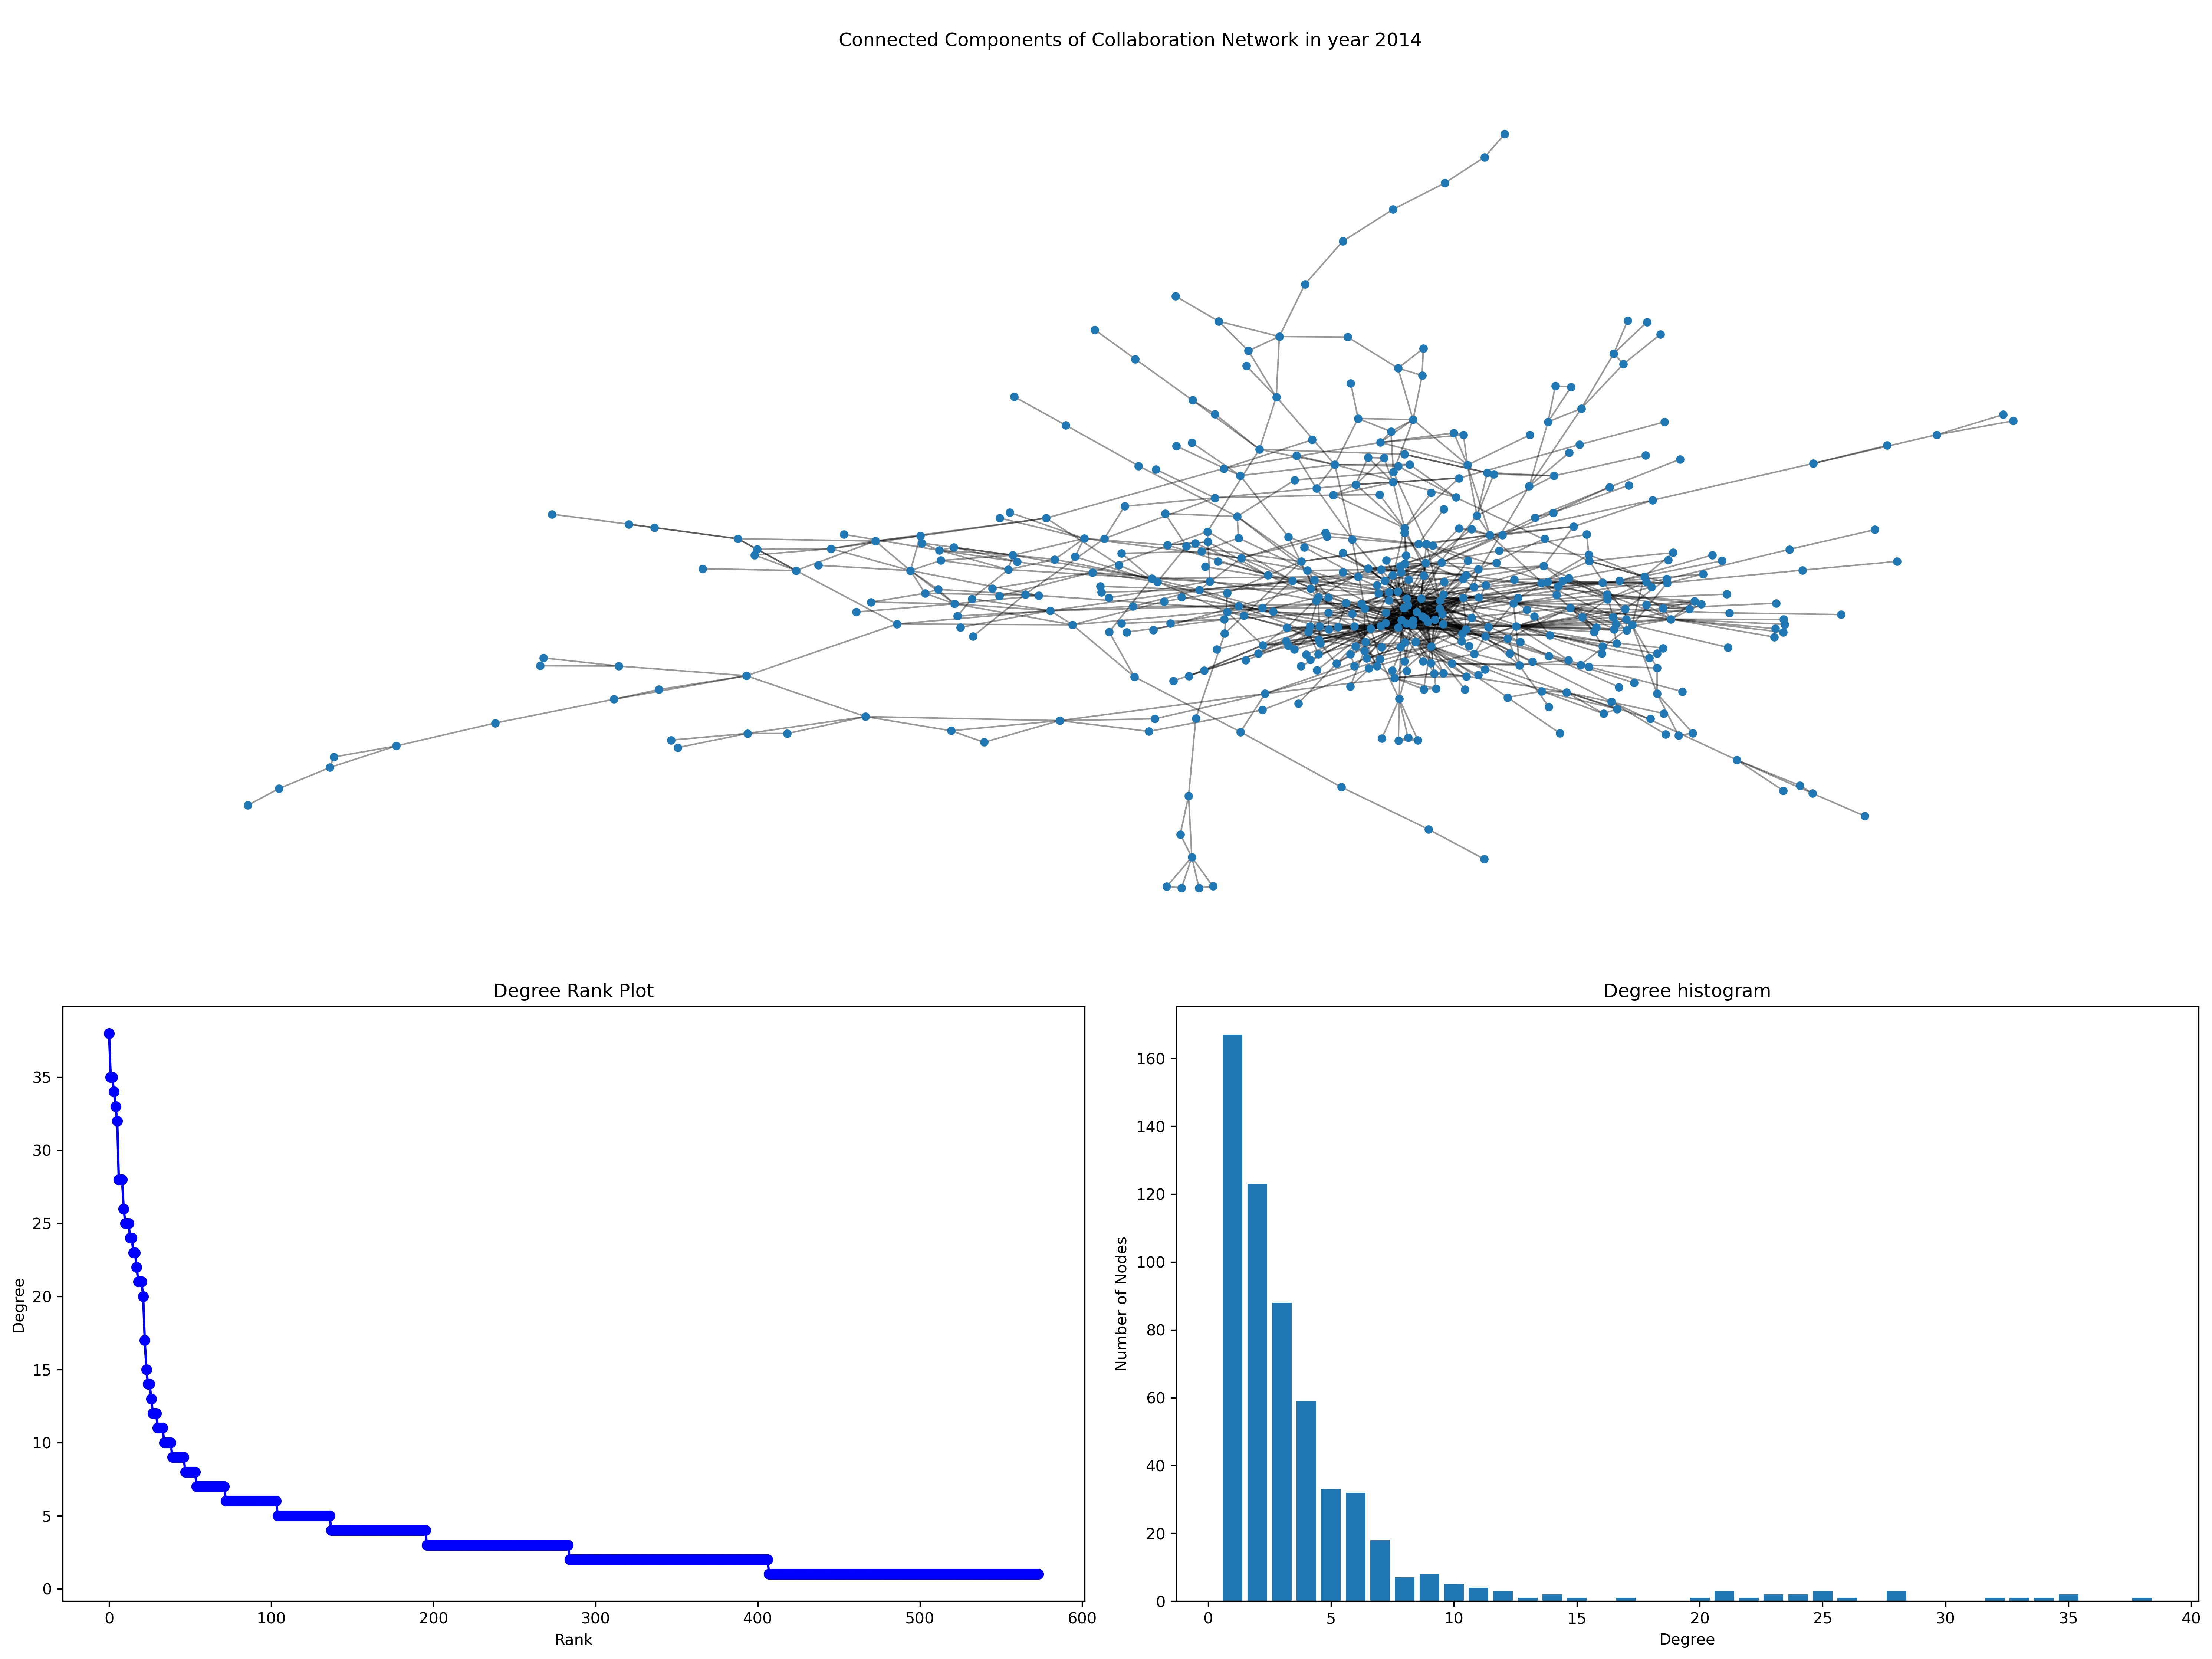 Connected Components of Collaboration Network in year 2014
Degree Rank Plot
35
30
25
20
15
10
5
0
Degree
0 100 200 300 400 500 600
Rank
Degree histogram
160
140
120
100
80
60
40
20
0
Number of Nodes
0 5 10 15 20 25 30 35 40
Degree